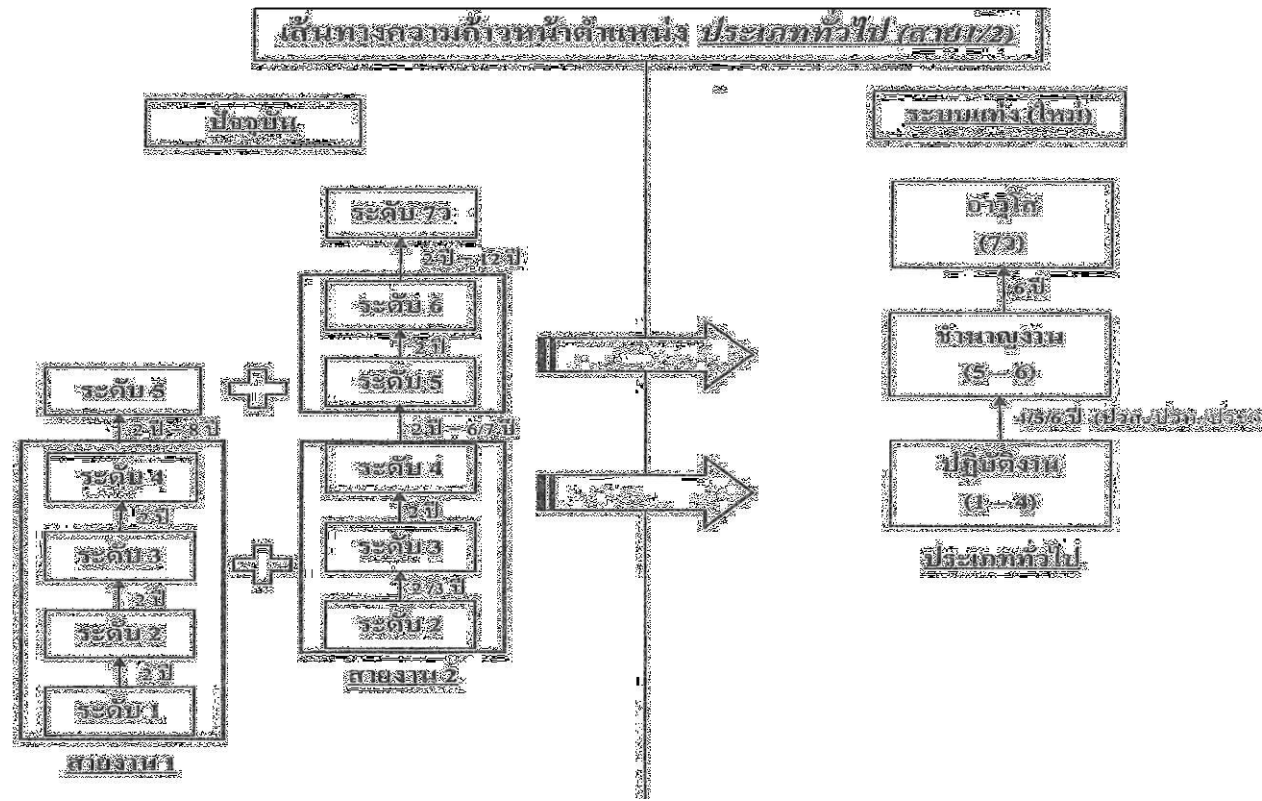 เส้นทางความก้าวหน้าตำแหน่ง ประเภททั่วไป (สาย 1/2)
ปัจจุบัน
ระบบแท่ง (ใหม่)
ระดับ 7ว
2 ปี – 12 ปี
ระดับ 6
2 ปี
ระดับ 5
2 ปี – 6/7 ปี
ระดับ 4
2 ปี
ระดับ 3
2/3 ปี
ระดับ 2
สายงาน 2
ระดับ 5
2 ปี – 8 ปี
ระดับ 4
2 ปี
ระดับ 3
2 ปี
ระดับ 2
2 ปี
ระดับ 1
สายงาน 1
อาวุโส
(7ว)
6 ปี
ชำนาญงาน
(5 – 6)
4/5/6 ปี
ปฏิบัติงาน
(1 – 4)
ประเภททั่วไป